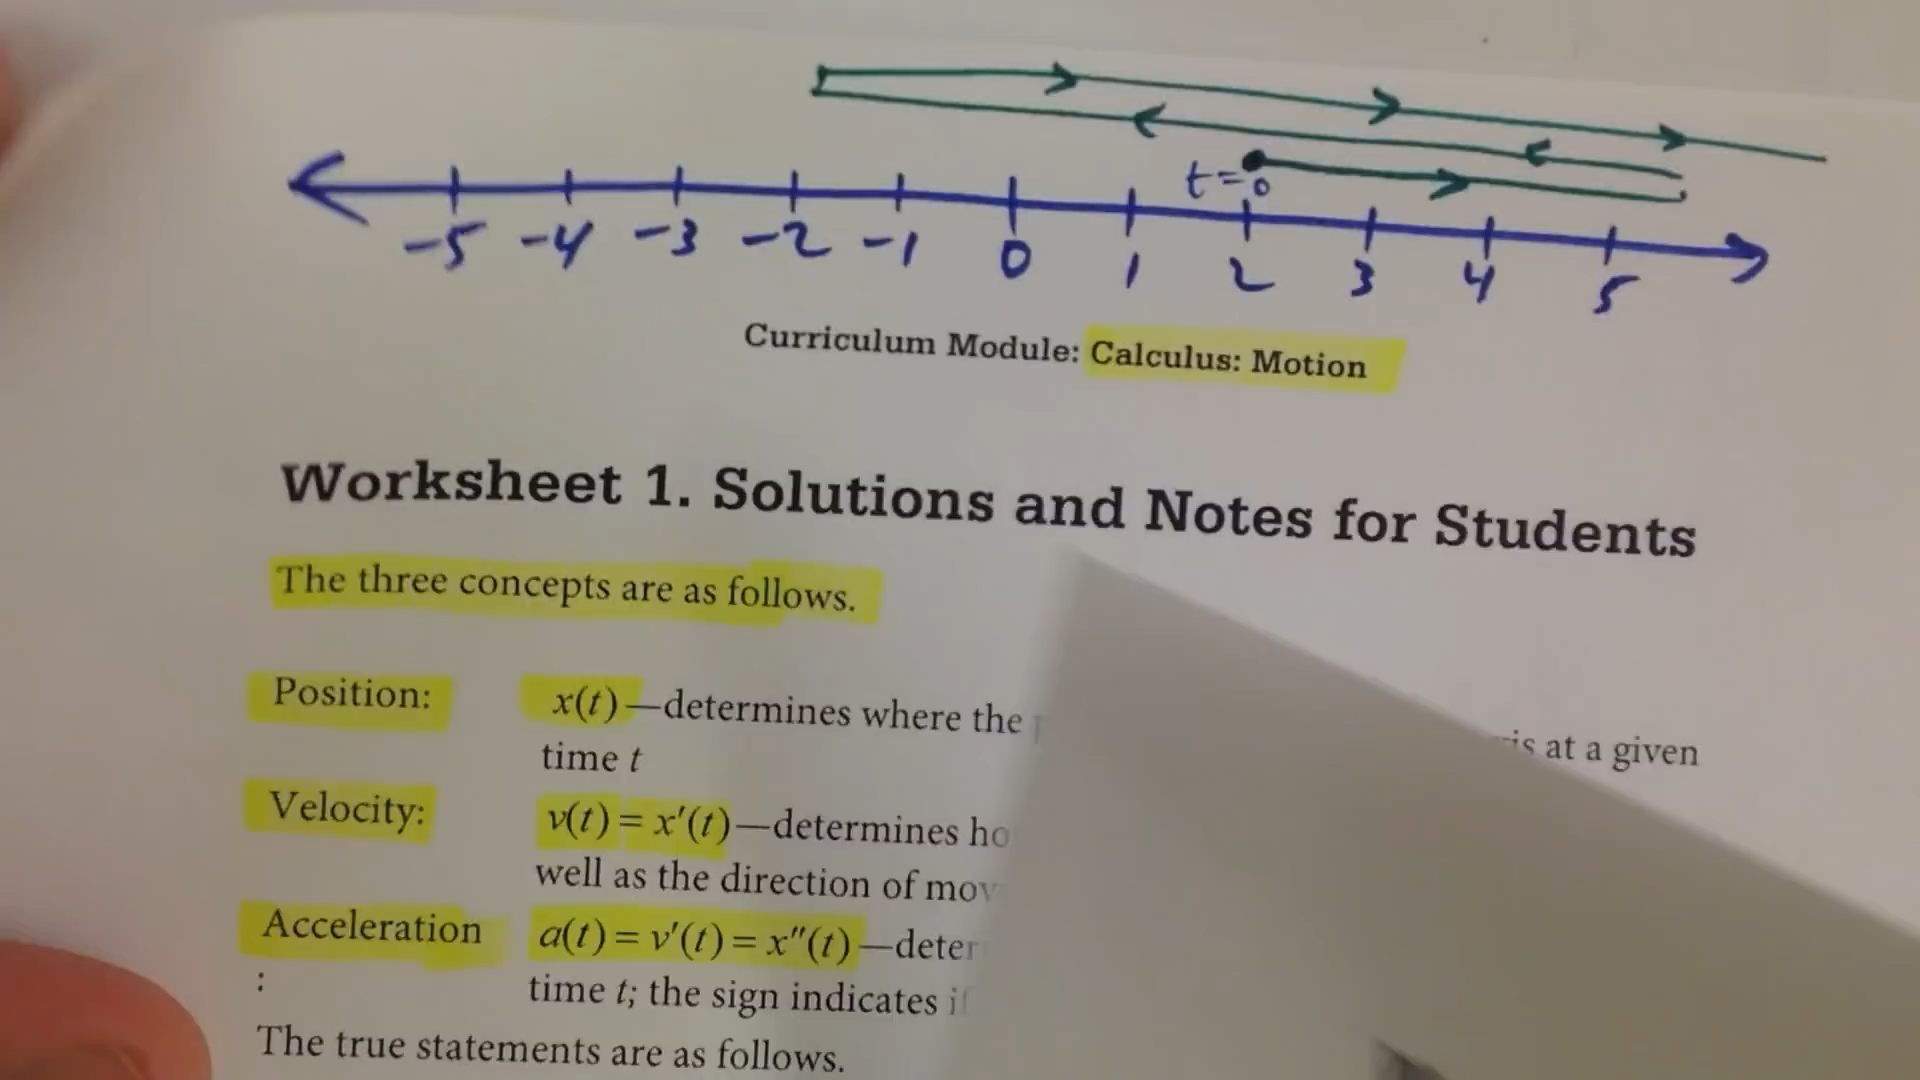 t=0
-5 -4 -3 -2 -1 0 1 2 3 4 5
Curriculum Module: Calculus: Motion
Worksheet 1. Solutions and Notes for Students
The three concepts are as follows.
Position: x(t)—determines where the is at a given
time t
Velocity: v(t) = x′(t)—determines
well as the direction of
Acceleration a(t) = v′(t) = x″(t)—
:
time t; the sign indicates
The true statements are as follows.